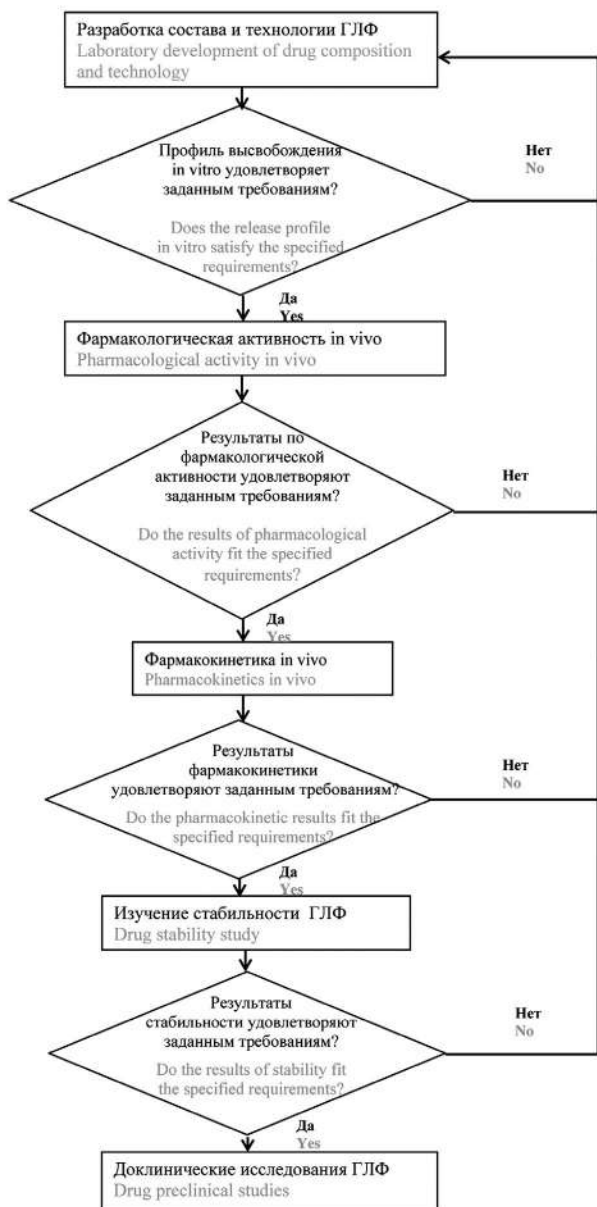 Разработка состава и технологии ГЛФ
Laboratory development of drug composition
and technology
Профиль высвобождения
in vitro удовлетворяет
заданным требованиям?
Does the release profile
in vitro satisfy the specified
requirements?
Нет
No
Да
Yes
Фармакологическая активность in vivo
Pharmacological activity in vivo
Результаты по
фармакологической
активности удовлетворяют
заданным требованиям?
Do the results of pharmacological
activity fit the specified
requirements?
Нет
No
Да
Yes
Фармакокинетика in vivo
Pharmacokinetics in vivo
Результаты
фармакокинетики
удовлетворяют заданным требованиям?
Do the pharmacokinetic results fit the
specified requirements?
Нет
No
Да
Yes
Изучение стабильности ГЛФ
Drug stability study
Результаты
стабильности удовлетворяют
заданным требованиям?
Do the results of stability fit
the specified requirements?
Нет
No
Да
Yes
Доклинические исследования ГЛФ
Drug preclinical studies